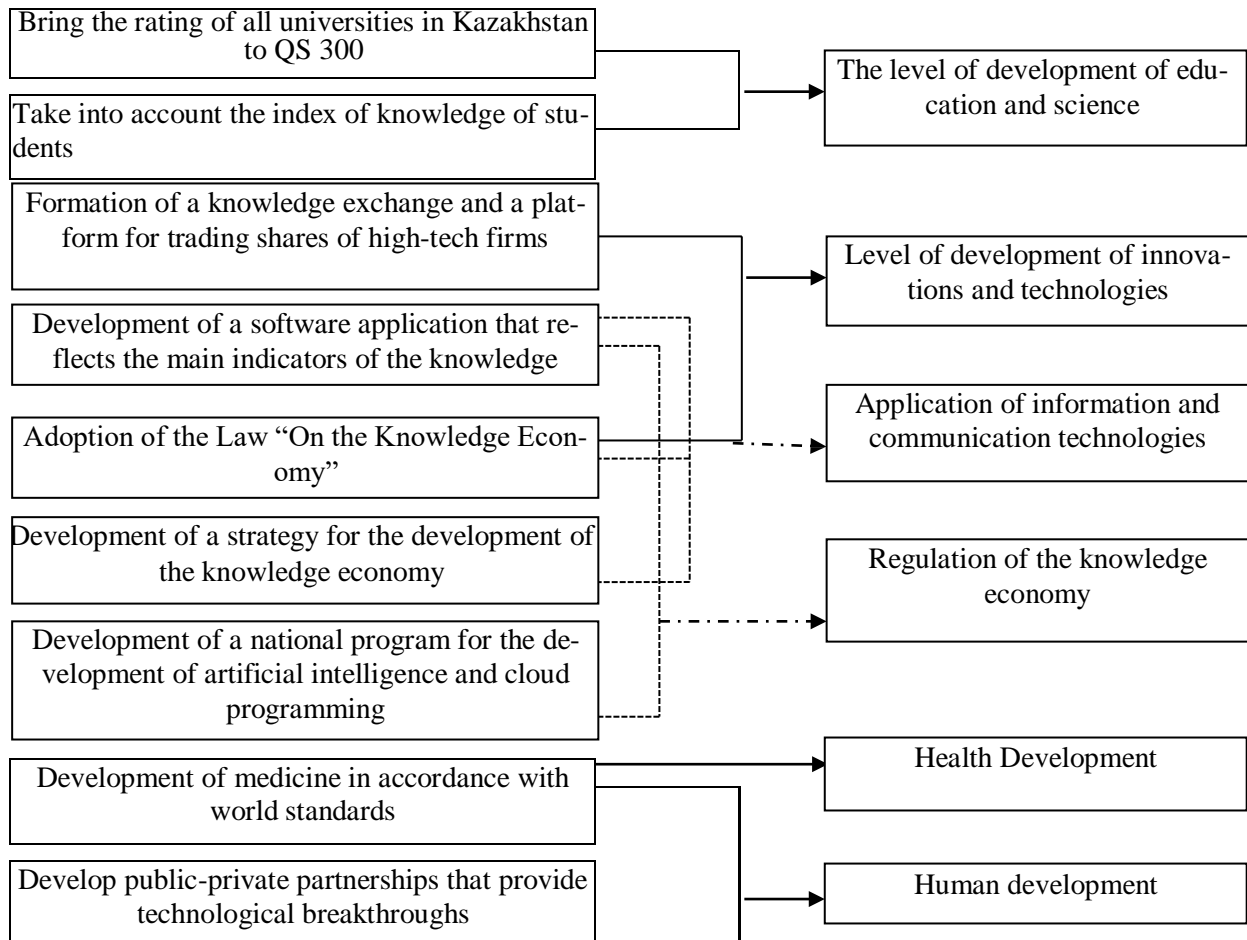 Bring the rating of all universities in Kazakhstan
to QS 300
Take into account the index of knowledge of stu-
dents
Formation of a knowledge exchange and a plat-
form for trading shares of high-tech firms
Development of a software application that re-
flects the main indicators of the knowledge
Adoption of the Law “On the Knowledge Econ-
omy”
Development of a strategy for the development of
the knowledge economy
Development of a national program for the de-
velopment of artificial intelligence and cloud
programming
Development of medicine in accordance with
world standards
Develop public-private partnerships that provide
technological breakthroughs
The level of development of edu-
cation and science
Level of development of innova-
tions and technologies
Application of information and
communication technologies
Regulation of the knowledge
economy
Health Development
Human development